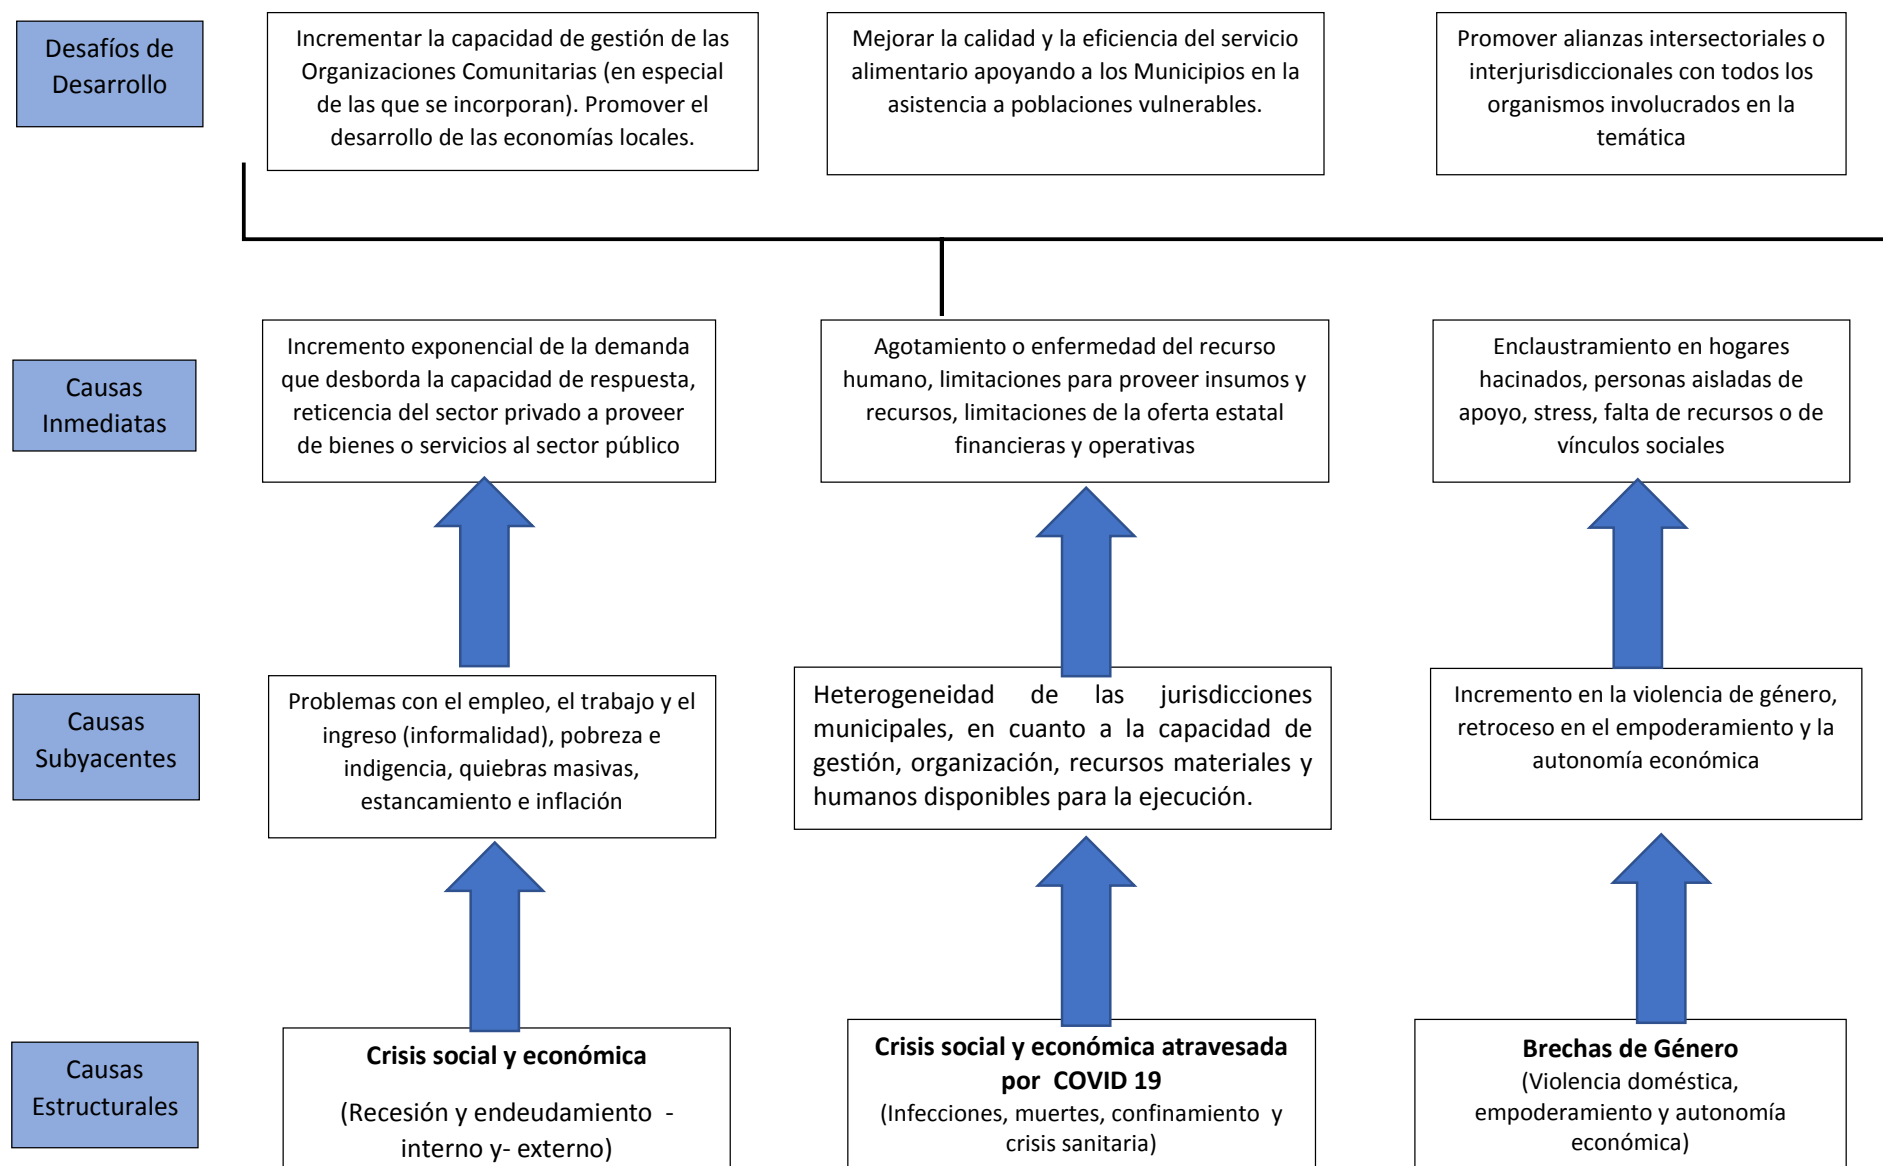 Desafíos de
Desarrollo
Incrementar la capacidad de gestión de las
Organizaciones Comunitarias (en especial
de las que se incorporan). Promover el
desarrollo de las economías locales.
Mejorar la calidad y la eficiencia del servicio
alimentario apoyando a los Municipios en la
asistencia a poblaciones vulnerables.
Promover alianzas intersectoriales o
interjurisdiccionales con todos los
organismos involucrados en la
temática
Causas
Inmediatas
Incremento exponencial de la demanda
que desborda la capacidad de respuesta,
reticencia del sector privado a proveer
de bienes o servicios al sector público
Agotamiento o enfermedad del recurso
humano, limitaciones para proveer insumos y
recursos, limitaciones de la oferta estatal
financieras y operativas
Enclaustramiento en hogares
hacinados, personas aisladas de
apoyo, stress, falta de recursos o de
vínculos sociales
Causas
Subyacentes
Problemas con el empleo, el trabajo y el
ingreso (informalidad), pobreza e
indigencia, quiebras masivas,
estancamiento e inflación
Heterogeneidad de las jurisdicciones
municipales, en cuanto a la capacidad de
gestión, organización, recursos materiales y
humanos disponibles para la ejecución.
Incremento en la violencia de género,
retroceso en el empoderamiento y la
autonomía económica
Causas
Estructurales
Crisis social y económica
(Recesión y endeudamiento -
interno y- externo)
Crisis social y económica atravesada
por COVID 19
(Infecciones, muertes, confinamiento y
crisis sanitaria)
Brechas de Género
(Violencia doméstica,
empoderamiento y autonomía
económica)